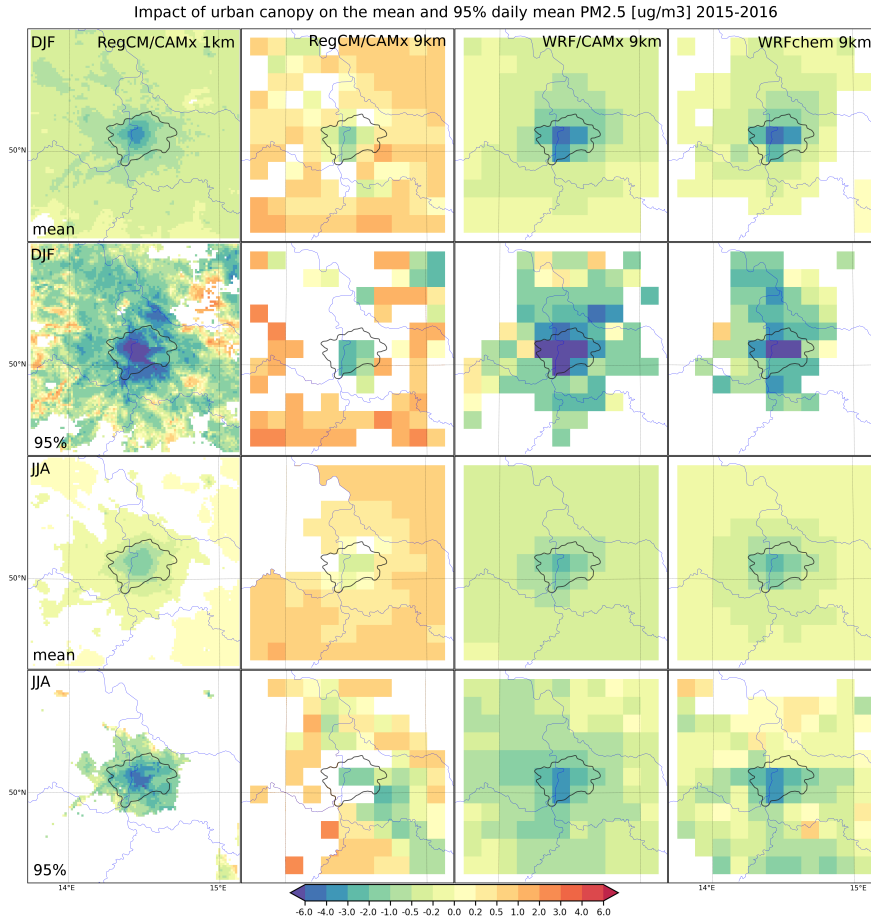 Impact of urban canopy on the mean and 95% daily mean PM2.5 [ug/m3] 2015-2016
DJF RegCM/CAMx 1km RegCM/CAMx 9km WRF/CAMx 9km WRFchem 9km
50°N
mean
DJF
50°N
95%
JJA
50°N
mean
JJA
50°N
95%
14°E 15°E 14°E 15°E
-6.0 -4.0 -3.0 -2.0 -1.0 -0.5 -0.2 0.0 0.2 0.5 1.0 2.0 3.0 4.0 6.0